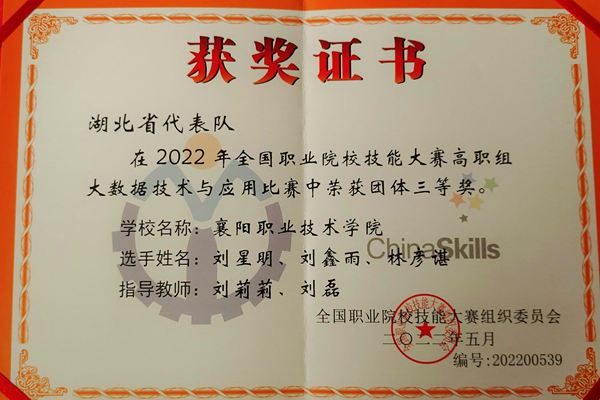 获奖证书
湖北省代表队
在2022年全国职业院校技能大赛高职组
大数据技术与应用比赛中荣获团体三等奖。
学校名称：襄阳职业技术学院
ChinaSkills
选手姓名：刘星明、刘鑫雨、林彦谌
指导教师：刘莉莉、刘磊
全国职业院校技能大赛组织委员会
二〇二二年五月
编号:202200539